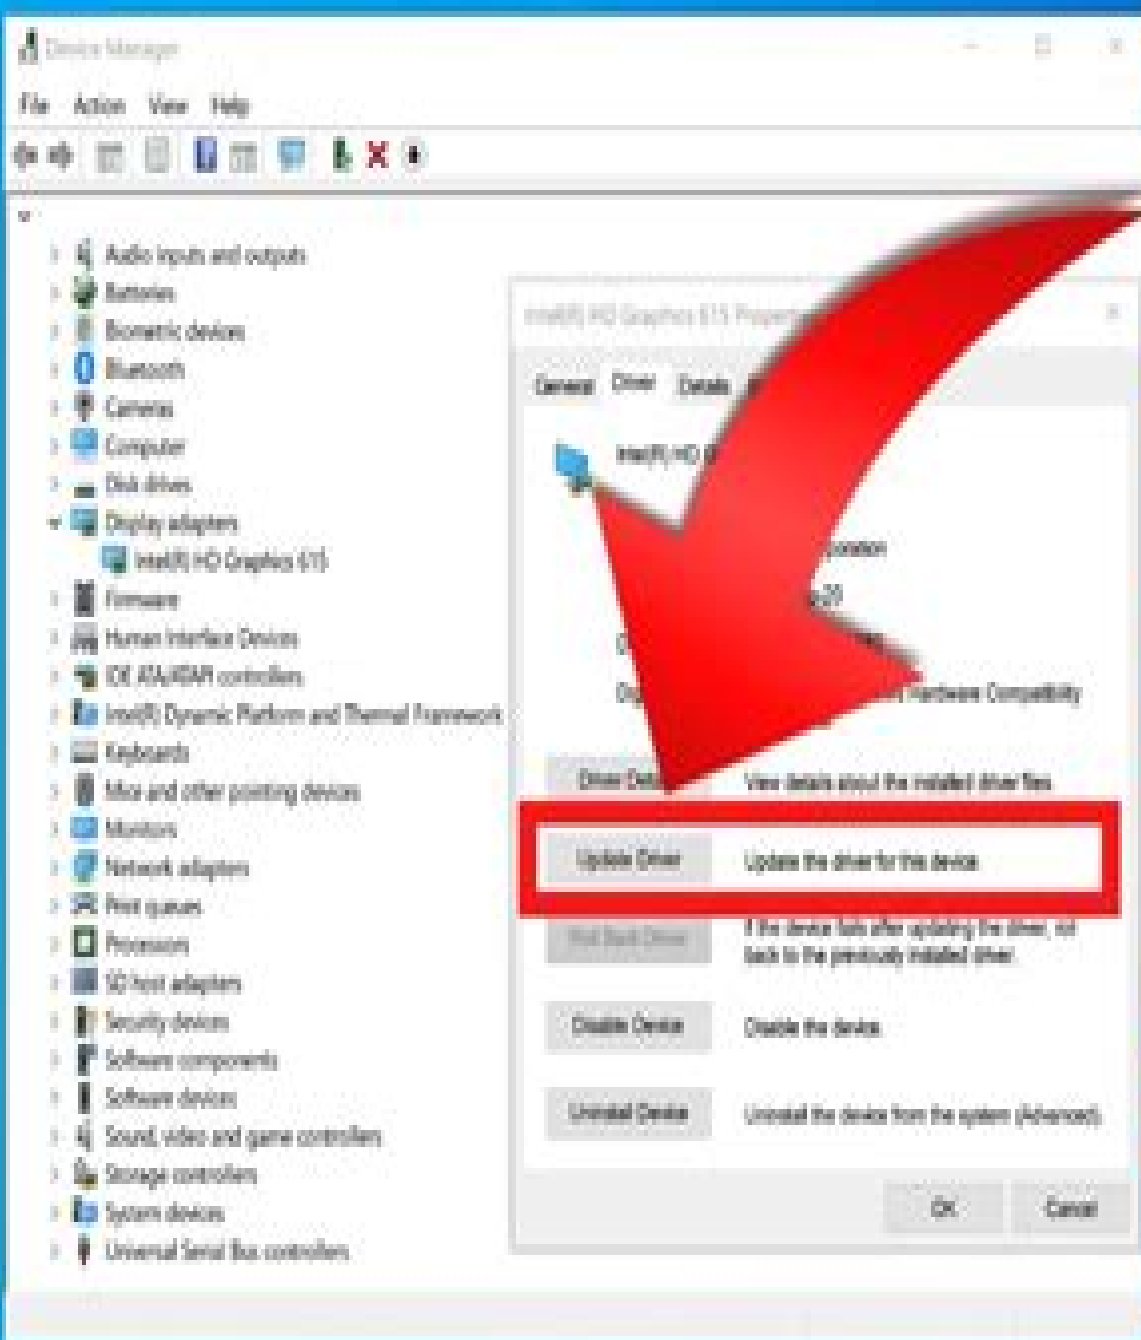 Device Manager
File Action View Help
Audio inputs and outputs
Batteries
Biometric devices
Bluetooth
Cameras
Computer
Disk drives
Display adapters
Intel(R) HD Graphics 615
Firmware
Human Interface Devices
IDE ATA/ATAPI controllers
Intel(R) Dynamic Platform and Thermal Framework
Keyboards
Mice and other pointing devices
Monitors
Network adapters
Print queues
Processors
SD host adapters
Security devices
Software components
Software devices
Sound, video and game controllers
Storage controllers
System devices
Universal Serial Bus controllers
Intel(R) HD Graphics 615
General Driver Details
Intel(R) HD
Hardware Compatibility
View details about the installed driver files.
Update Driver Update the driver for this device.
Roll Back Driver If the device fails after updating the driver, roll
back to the previously installed driver.
Disable Device Disable the device.
Uninstall Device Uninstall the device from the system (Advanced).
OK Cancel